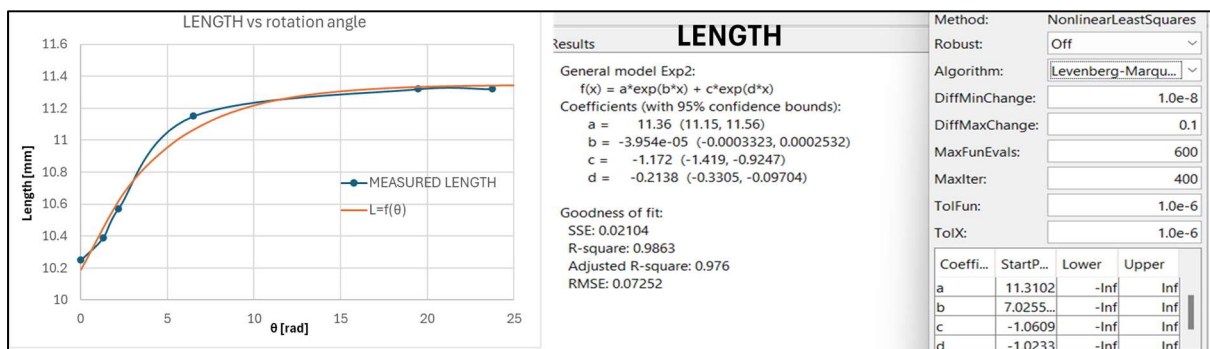 LENGTH vs rotation angle
Length [mm]
11.6
11.4
11.2
11
10.8
10.6
10.4
10.2
10
MEASURED LENGTH
L=f(θ)
0 5 10 15 20 25
θ [rad]
LENGTH
Results
General model Exp2:
f(x) = a*exp(b*x) + c*exp(d*x)
Coefficients (with 95% confidence bounds):
a = 11.36 (11.15, 11.56)
b = -3.954e-05 (-0.0003323, 0.0002532)
c = -1.172 (-1.419, -0.9247)
d = -0.2138 (-0.3305, -0.09704)
Goodness of fit:
SSE: 0.02104
R-square: 0.9863
Adjusted R-square: 0.976
RMSE: 0.07252
Method: NonlinearLeastSquares
Robust: Off
Algorithm: Levenberg-Marqu...
DiffMinChange: 1.0e-8
DiffMaxChange: 0.1
MaxFunEvals: 600
MaxIter: 400
TolFun: 1.0e-6
TolX: 1.0e-6
Coeffi... StartP... Lower Upper
a 11.3102 -Inf Inf
b 7.0255... -Inf Inf
c -1.0609 -Inf Inf
d -1.0233 -Inf Inf